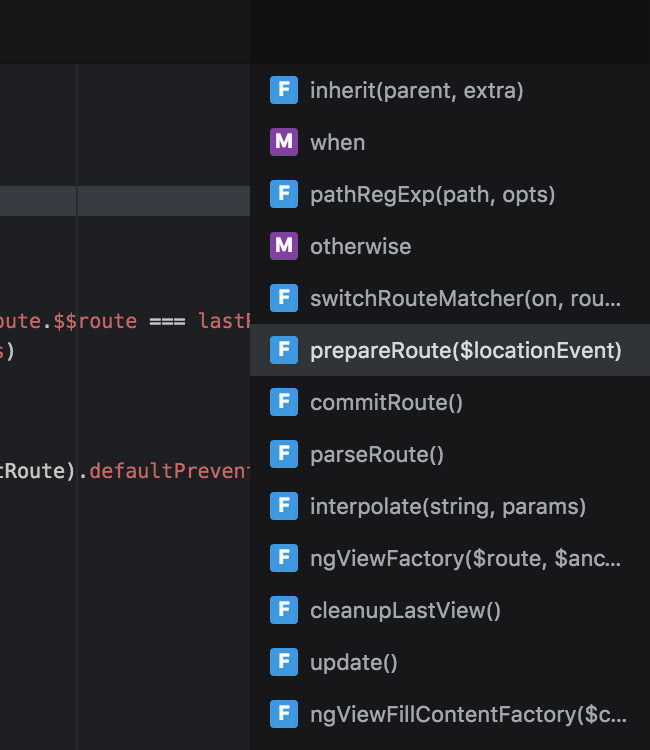 F inherit(parent, extra)
M when
F pathRegExp(path, opts)
M otherwise
F switchRouteMatcher(on, rou...
oute.$$route === last
F prepareRoute($locationEvent)
s)
F commitRoute()
F parseRoute()
tRoute).defaultPrevent
F interpolate(string, params)
F ngViewFactory($route, $anc...
F cleanupLastView()
F update()
F ngViewFillContentFactory($c...